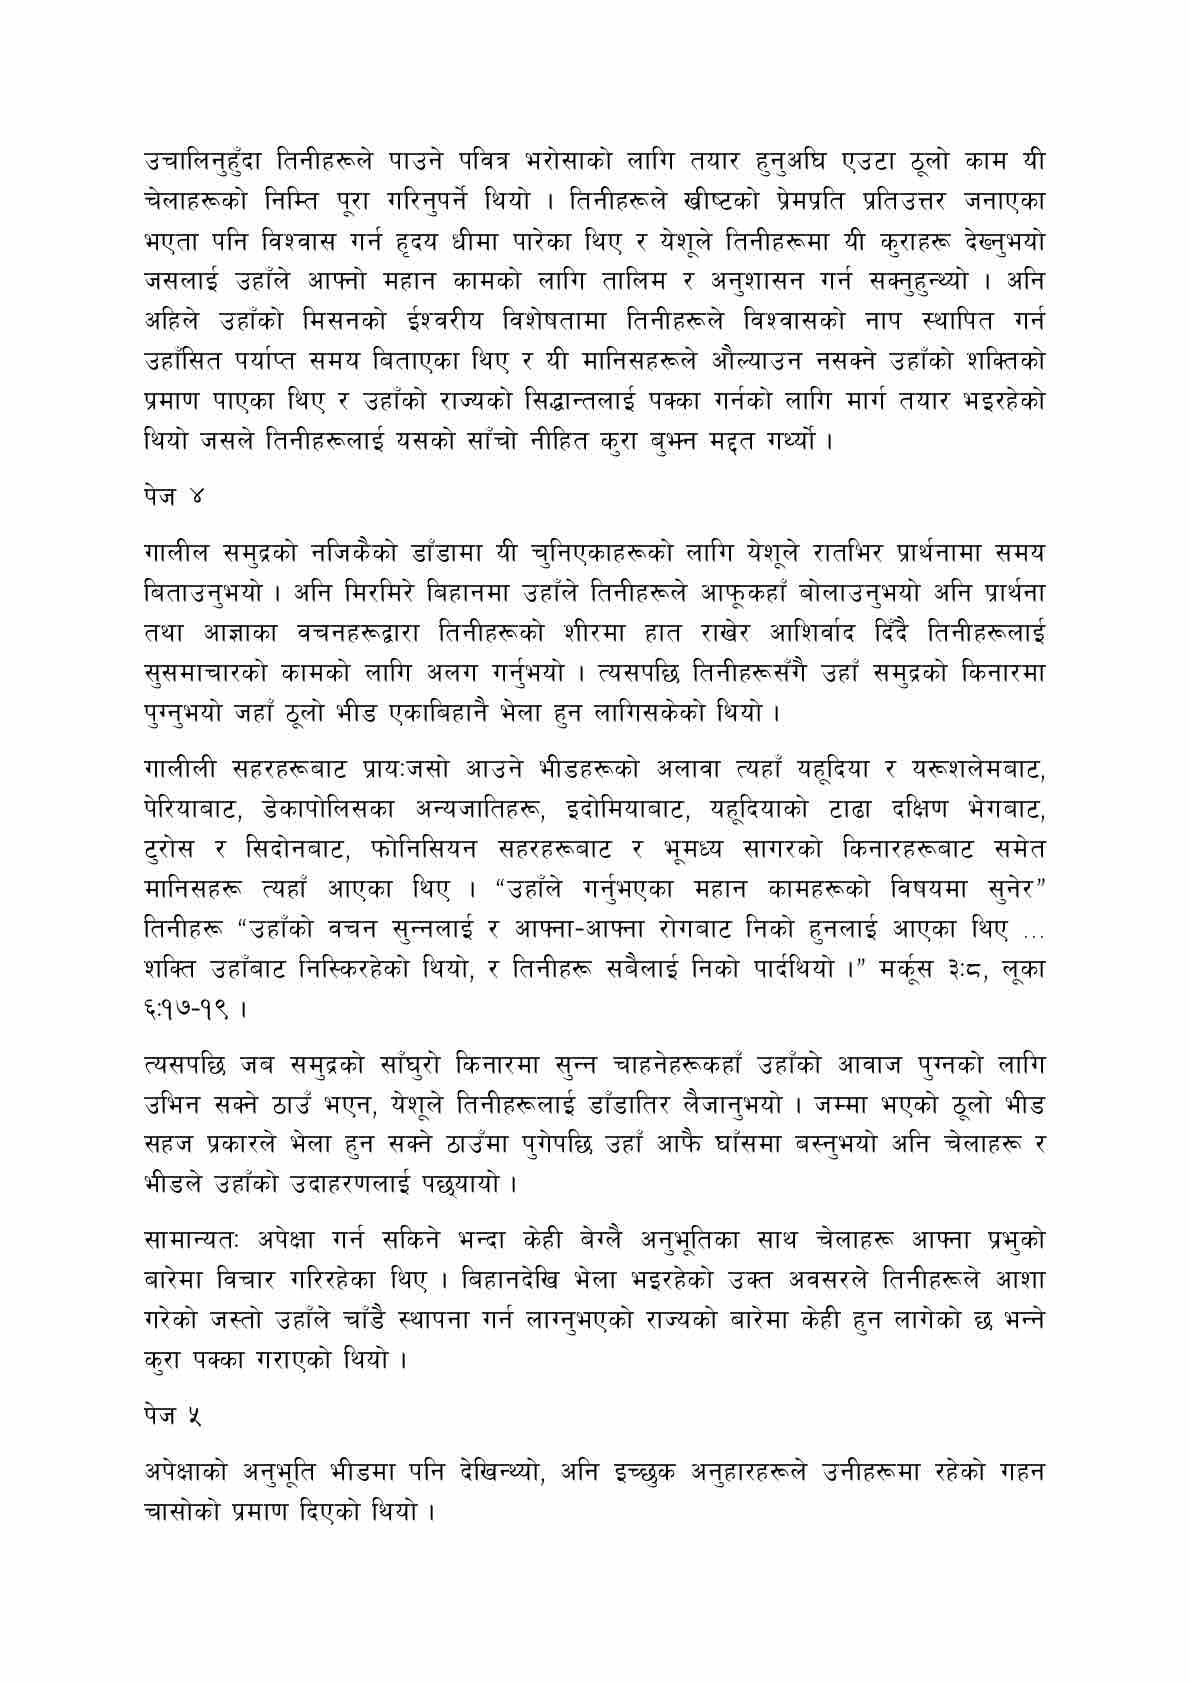 उचालिनुहुँदा तिनीहरूले पाउने पवित्र भरोसाको लागि तयार हुनुअघि एउटा ठूलो काम यी
चेलाहरूको निम्ति पूरा गरिनुपर्ने थियो । तिनीहरूले ख्रीष्टको प्रेमप्रति प्रतिउत्तर जनाएका
भएता पनि विश्वास गर्न हृदय धीमा पारेका थिए र येशूले तिनीहरूमा यी कुराहरू देख्नुभयो
जसलाई उहाँले आफ्नो महान कामको लागि तालिम र अनुशासन गर्न सक्नुहुन्थ्यो । अनि
अहिले उहाँको मिसनको ईश्वरीय विशेषतामा तिनीहरूले विश्वासको नाप स्थापित गर्न
उहाँसित पर्याप्त समय बिताएका थिए र यी मानिसहरूले औल्याउन नसक्ने उहाँको शक्तिको
प्रमाण पाएका थिए र उहाँको राज्यको सिद्धान्तलाई पक्का गर्नको लागि मार्ग तयार भइरहेको
थियो जसले तिनीहरूलाई यसको साँचो नीहित कुरा बुझ्न मद्दत गर्थ्यो ।
पेज ४
गालील समुद्रको नजिकैको डाँडामा यी चुनिएकाहरूको लागि येशूले रातभिर प्रार्थनामा समय
बिताउनुभयो । अनि मिरमिरे बिहानमा उहाँले तिनीहरूले आफूकहाँ बोलाउनुभयो अनि प्रार्थना
तथा आज्ञाका वचनहरूद्वारा तिनीहरूको शीरमा हात राखेर आशिर्वाद दिँदै तिनीहरूलाई
सुसमाचारको कामको लागि अलग गर्नुभयो । त्यसपछि तिनीहरूसँगै उहाँ समुद्रको किनारमा
पुग्नुभयो जहाँ ठूलो भीड एकाबिहानै भेला हुन लागिसकेको थियो ।
गालीली सहरहरूबाट प्रायःजसो आउने भीडहरूको अलावा त्यहाँ यहूदिया र यरूशलेमबाट,
पेरियाबाट, डेकापोलिसका अन्यजातिहरू, इदोमियाबाट, यहूदियाको टाढा दक्षिण भेगबाट,
टुरोस र सिदोनबाट, फोनिसियन सहरहरूबाट र भूमध्य सागरको किनारहरूबाट समेत
मानिसहरू त्यहाँ आएका थिए । “उहाँले गर्नुभएका महान कामहरूको विषयमा सुनेर”
तिनीहरू “उहाँको वचन सुन्नलाई र आफ्ना-आफ्ना रोगबाट निको हुनलाई आएका थिए ...
शक्ति उहाँबाट निस्किरहेको थियो, र तिनीहरू सबैलाई निको पार्दथियो ।” मर्कूस ३:८, लूका
६:१७-१९ ।
त्यसपछि जब समुद्रको साँघुरो किनारमा सुन्न चाहनेहरूकहाँ उहाँको आवाज पुग्नको लागि
उभिन सक्ने ठाउँ भएन, येशूले तिनीहरूलाई डाँडातिर लैजानुभयो । जम्मा भएको ठूलो भीड
सहज प्रकारले भेला हुन सक्ने ठाउँमा पुगेपछि उहाँ आफै घाँसमा बस्नुभयो अनि चेलाहरू र
भीडले उहाँको उदाहरणलाई पछ्यायो ।
सामान्यतः अपेक्षा गर्न सकिने भन्दा केही बेग्लै अनुभूतिका साथ चेलाहरू आफ्ना प्रभुको
बारेमा विचार गरिरहेका थिए । बिहानदेखि भेला भइरहेको उक्त अवसरले तिनीहरूले आशा
गरेको जस्तो उहाँले चाँडै स्थापना गर्न लाग्नुभएको राज्यको बारेमा केही हुन लागेको छ भन्ने
कुरा पक्का गराएको थियो ।
पेज ५
अपेक्षाको अनुभूति भीडमा पनि देखिन्थ्यो, अनि इच्छुक अनुहारहरूले उनीहरूमा रहेको गहन
चासोको प्रमाण दिएको थियो ।